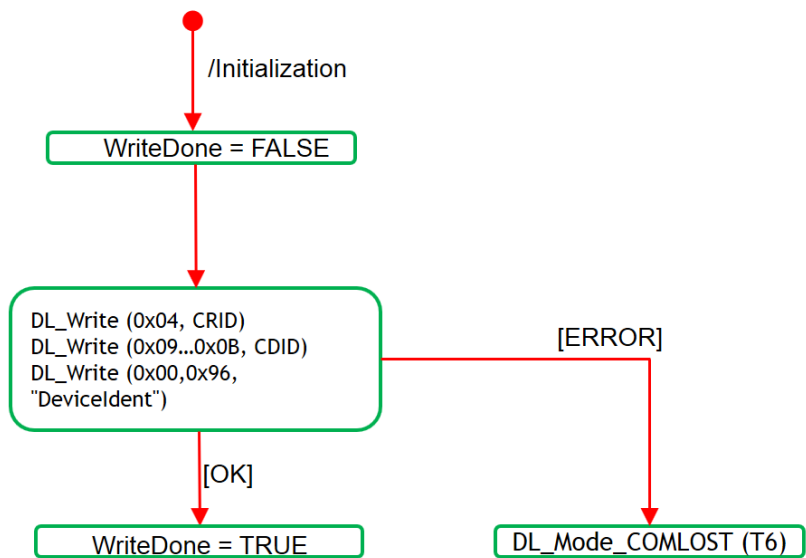 /Initialization
WriteDone = FALSE
DL_Write (0x04, CRID)
DL_Write (0x09...0x0B, CDID)
DL_Write (0x00,0x96,
"DeviceIdent")
[ERROR]
[OK]
WriteDone = TRUE
DL_Mode_COMLOST (T6)